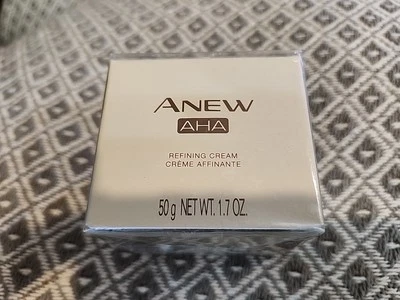 ANEW
AHA
REFINING CREAM
CRÈME AFFINANTE
50 g NET WT. 1.7 OZ.